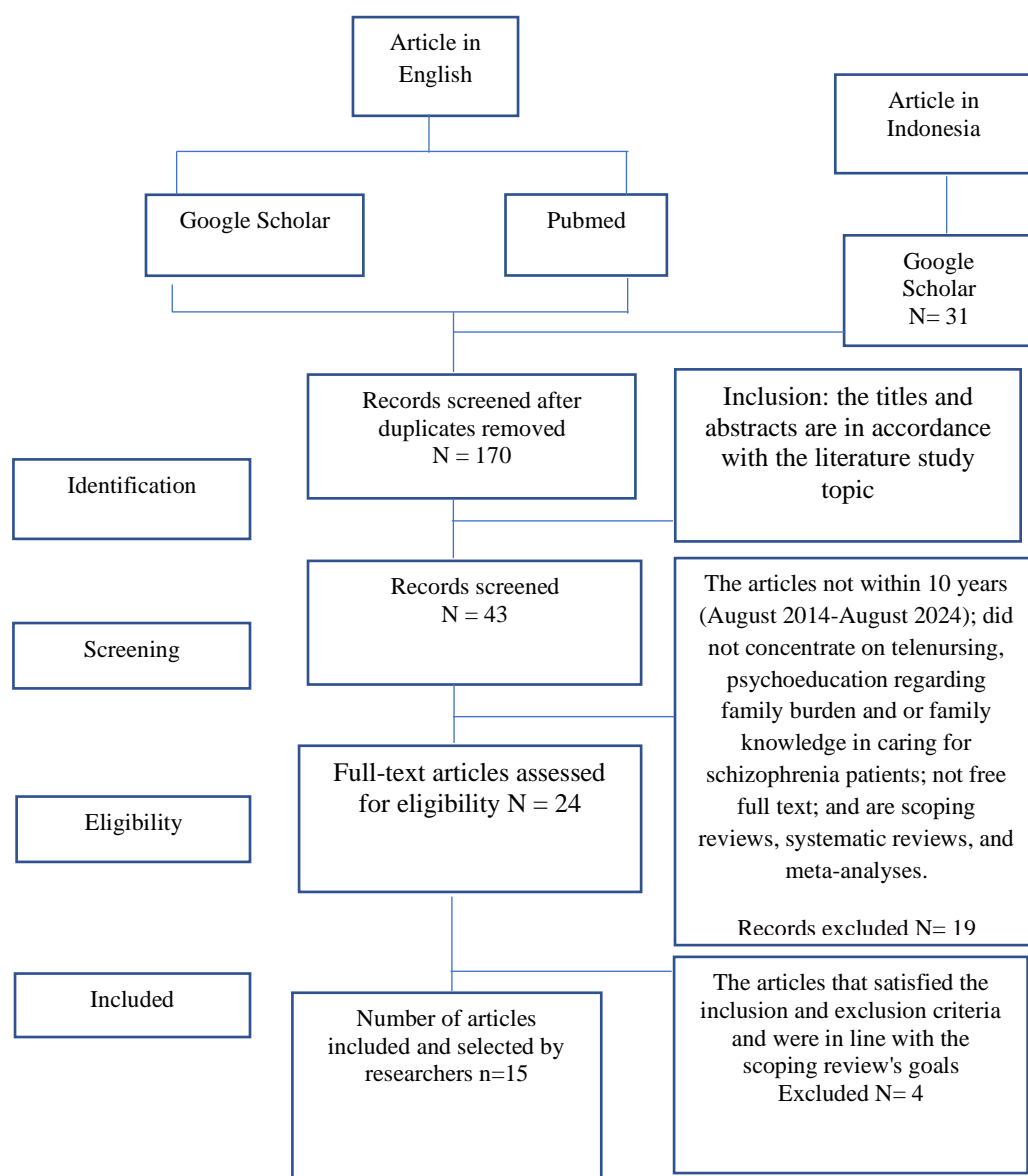 Article in
English
Article in
Indonesia
Google Scholar
Pubmed
Google
Scholar
N= 31
Records screened after
duplicates removed
N = 170
Inclusion: the titles and
abstracts are in accordance
with the literature study
topic
Identification
Records screened
N = 43
The articles not within 10 years
(August 2014-August 2024); did
not concentrate on telenursing,
psychoeducation regarding
family burden and or family
knowledge in caring for
schizophrenia patients; not free
full text; and are scoping
reviews, systematic reviews, and
meta-analyses.
Records excluded N= 19
Screening
Full-text articles assessed
for eligibility N = 24
Eligibility
Included
Number of articles
included and selected by
researchers n=15
The articles that satisfied the
inclusion and exclusion criteria
and were in line with the
scoping review's goals
Excluded N= 4